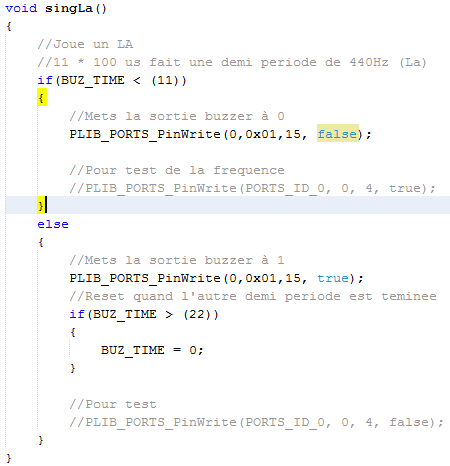 void singLa()
{
//Joue un LA
//11 * 100 us fait une demi periode de 440Hz (La)
if(BUZ_TIME < (11))
{
//Mets la sortie buzzer à 0
PLIB_PORTS_PinWrite(0,0x01,15, false);
//Pour test de la frequence
//PLIB_PORTS_PinWrite(PORTS_ID_0, 0, 4, true);
}
else
{
//Mets la sortie buzzer à 1
PLIB_PORTS_PinWrite(0,0x01,15, true);
//Reset quand l'autre demi periode est teminee
if(BUZ_TIME > (22))
{
BUZ_TIME = 0;
}
//Pour test
//PLIB_PORTS_PinWrite(PORTS_ID_0, 0, 4, false);
}
}